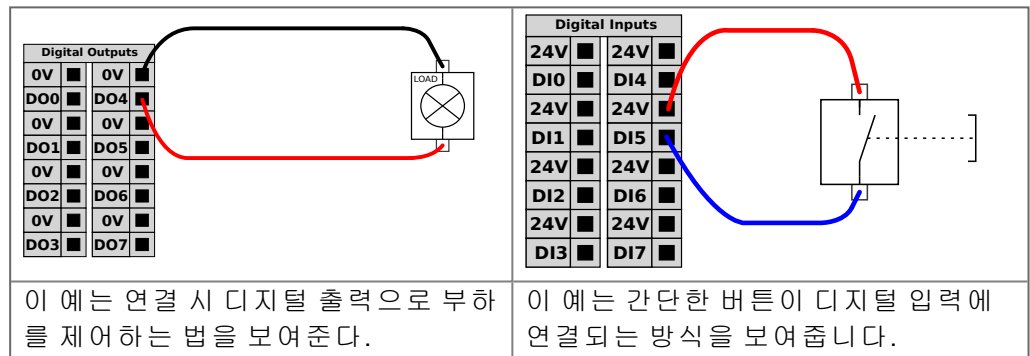 Digital Outputs
0V 0V
DO0 DO4
0V 0V
DO1 DO5
0V 0V
DO2 DO6
0V 0V
DO3 DO7
LOAD
Digital Inputs
24V 24V
DI0 DI4
24V 24V
DI1 DI5
24V 24V
DI2 DI6
24V 24V
DI3 DI7
이 예는 연결 시 디지털 출력으로 부하
를 제어하는 법을 보여준다.
이 예는 간단한 버튼이 디지털 입력에
연결되는 방식을 보여줍니다.